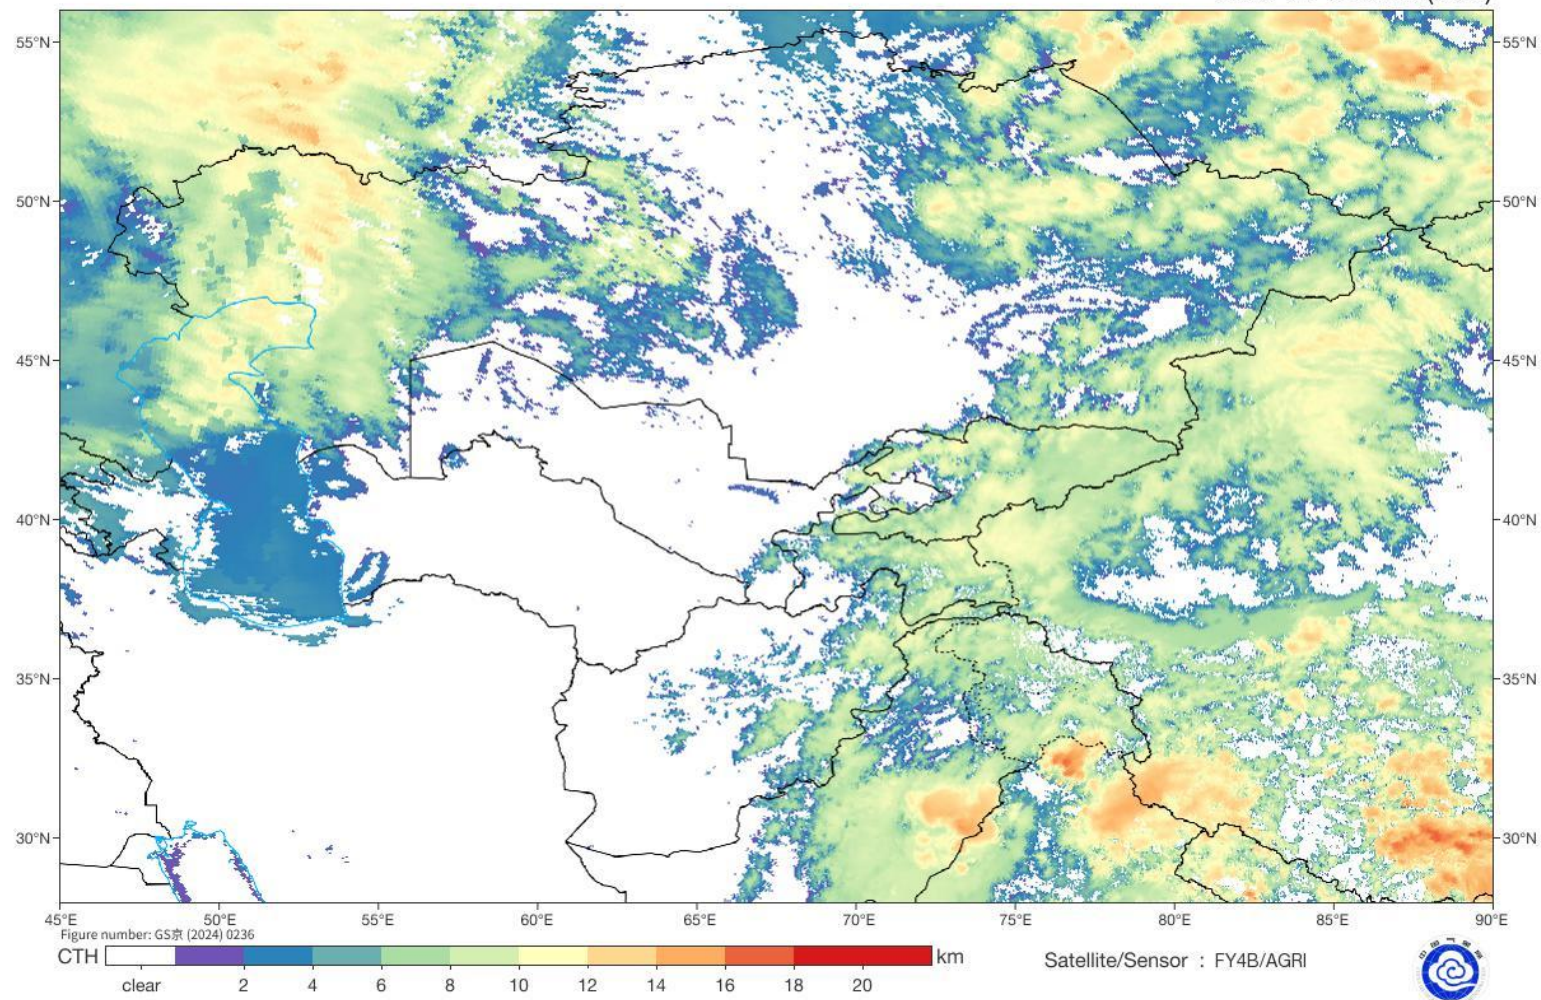 55°N
55°N
50°N
50°N
45°N
45°N
40°N
40°N
35°N
35°N
30°N
30°N
45°E 50°E 55°E 60°E 65°E 70°E 75°E 80°E 85°E 90°E
Figure number: GS京 (2024) 0236
CTH km
clear 2 4 6 8 10 12 14 16 18 20
Satellite/Sensor : FY4B/AGRI